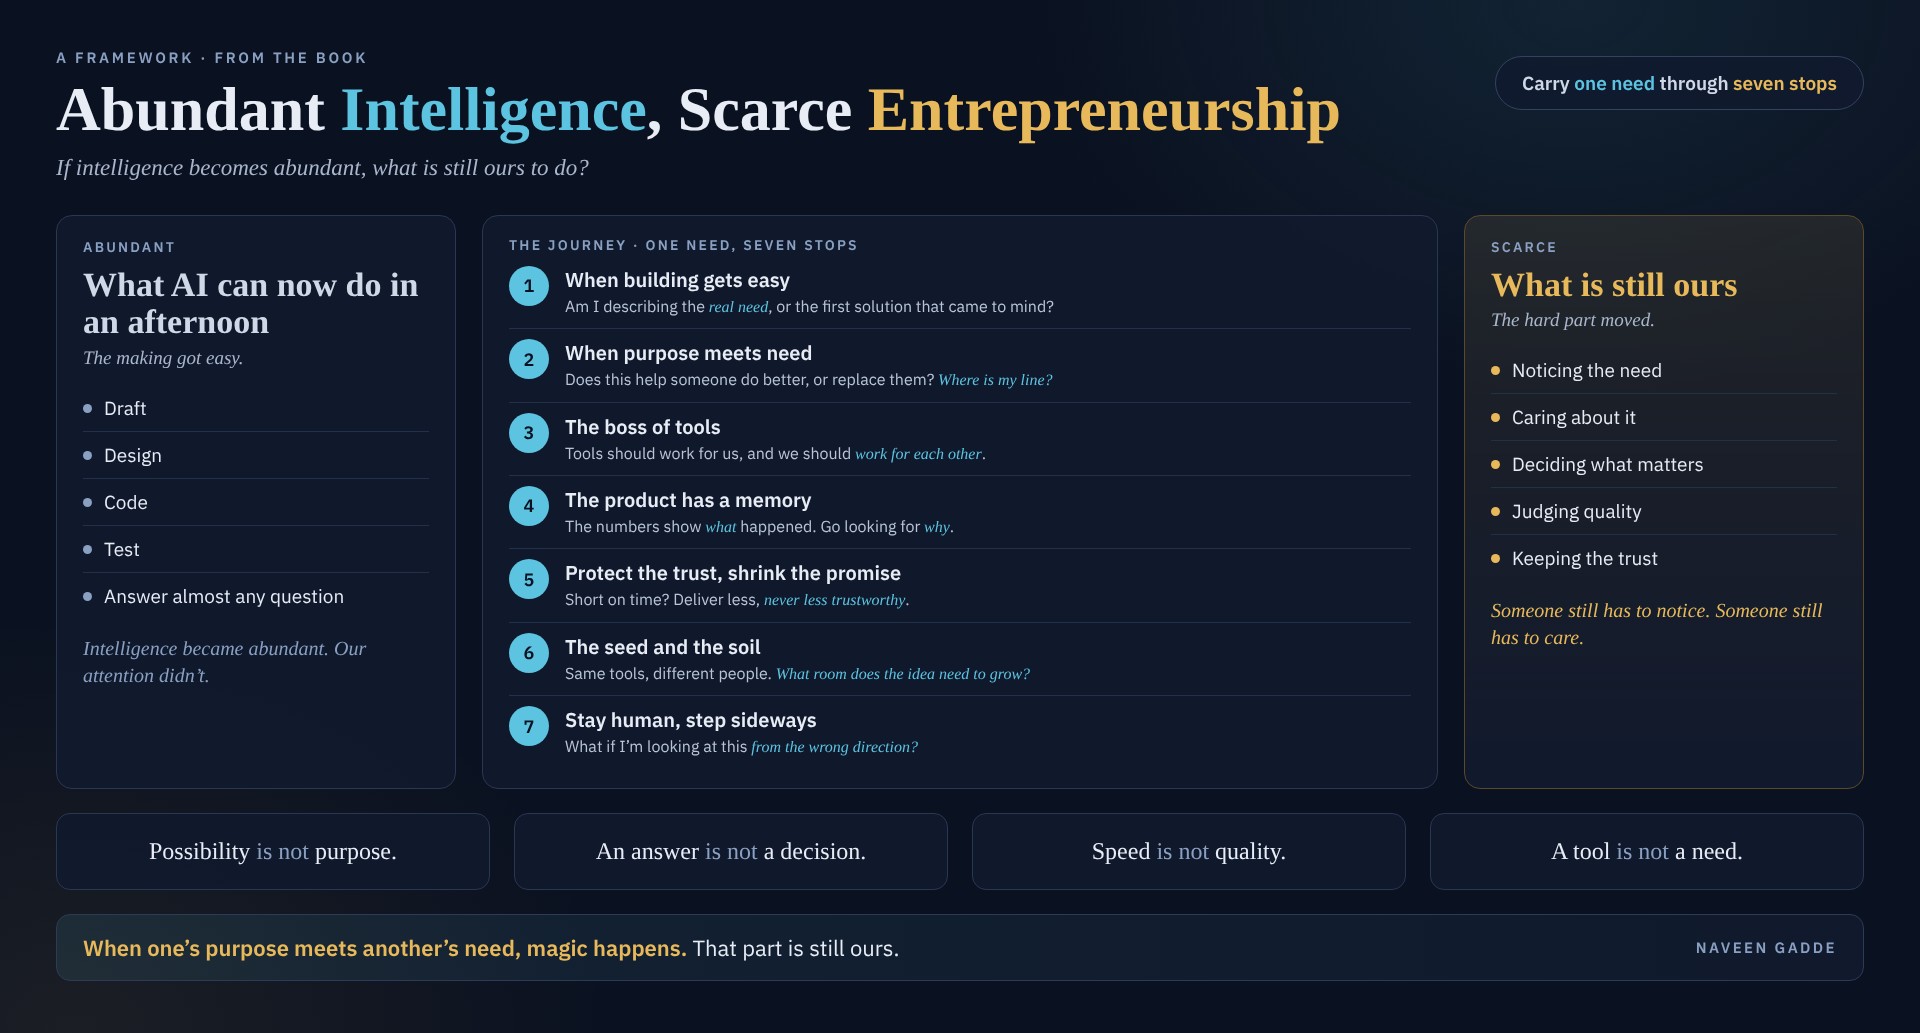 A FRAMEWORK · FROM THE BOOK
Abundant Intelligence, Scarce Entrepreneurship
If intelligence becomes abundant, what is still ours to do?
Carry one need through seven stops
ABUNDANT
What AI can now do in
an afternoon
The making got easy.
Draft
Design
Code
Test
Answer almost any question
Intelligence became abundant. Our
attention didn’t.
THE JOURNEY · ONE NEED, SEVEN STOPS
1
When building gets easy
Am I describing the real need, or the first solution that came to mind?
2
When purpose meets need
Does this help someone do better, or replace them? Where is my line?
3
The boss of tools
Tools should work for us, and we should work for each other.
4
The product has a memory
The numbers show what happened. Go looking for why.
5
Protect the trust, shrink the promise
Short on time? Deliver less, never less trustworthy.
6
The seed and the soil
Same tools, different people. What room does the idea need to grow?
7
Stay human, step sideways
What if I’m looking at this from the wrong direction?
SCARCE
What is still ours
The hard part moved.
Noticing the need
Caring about it
Deciding what matters
Judging quality
Keeping the trust
Someone still has to notice. Someone still
has to care.
Possibility is not purpose.
An answer is not a decision.
Speed is not quality.
A tool is not a need.
When one’s purpose meets another’s need, magic happens. That part is still ours.
NAVEEN GADDE